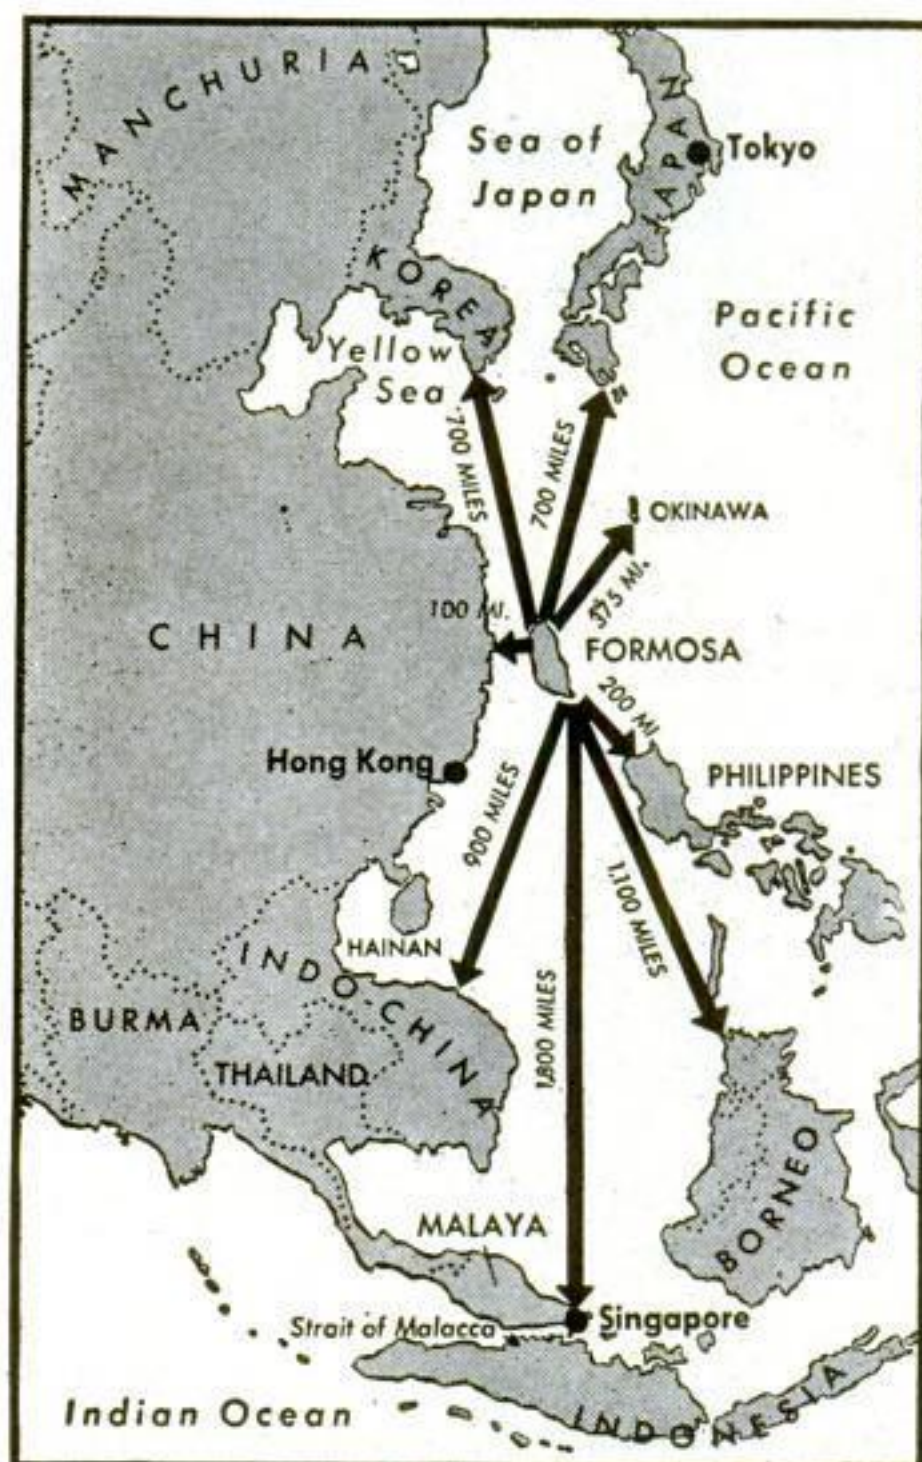 MANCHURIA
Sea of
Japan
JAPAN
Tokyo
KOREA
Yellow
Sea
Pacific
Ocean
700 MILES
700 MILES
OKINAWA
375 MI.
100 MI.
CHINA
FORMOSA
200 MI.
Hong Kong
PHILIPPINES
900 MILES
1,100 MILES
HAINAN
INDO-CHINA
1,800 MILES
BURMA
THAILAND
BORNEO
MALAYA
Singapore
Strait of Malacca
Indian Ocean
INDONESIA